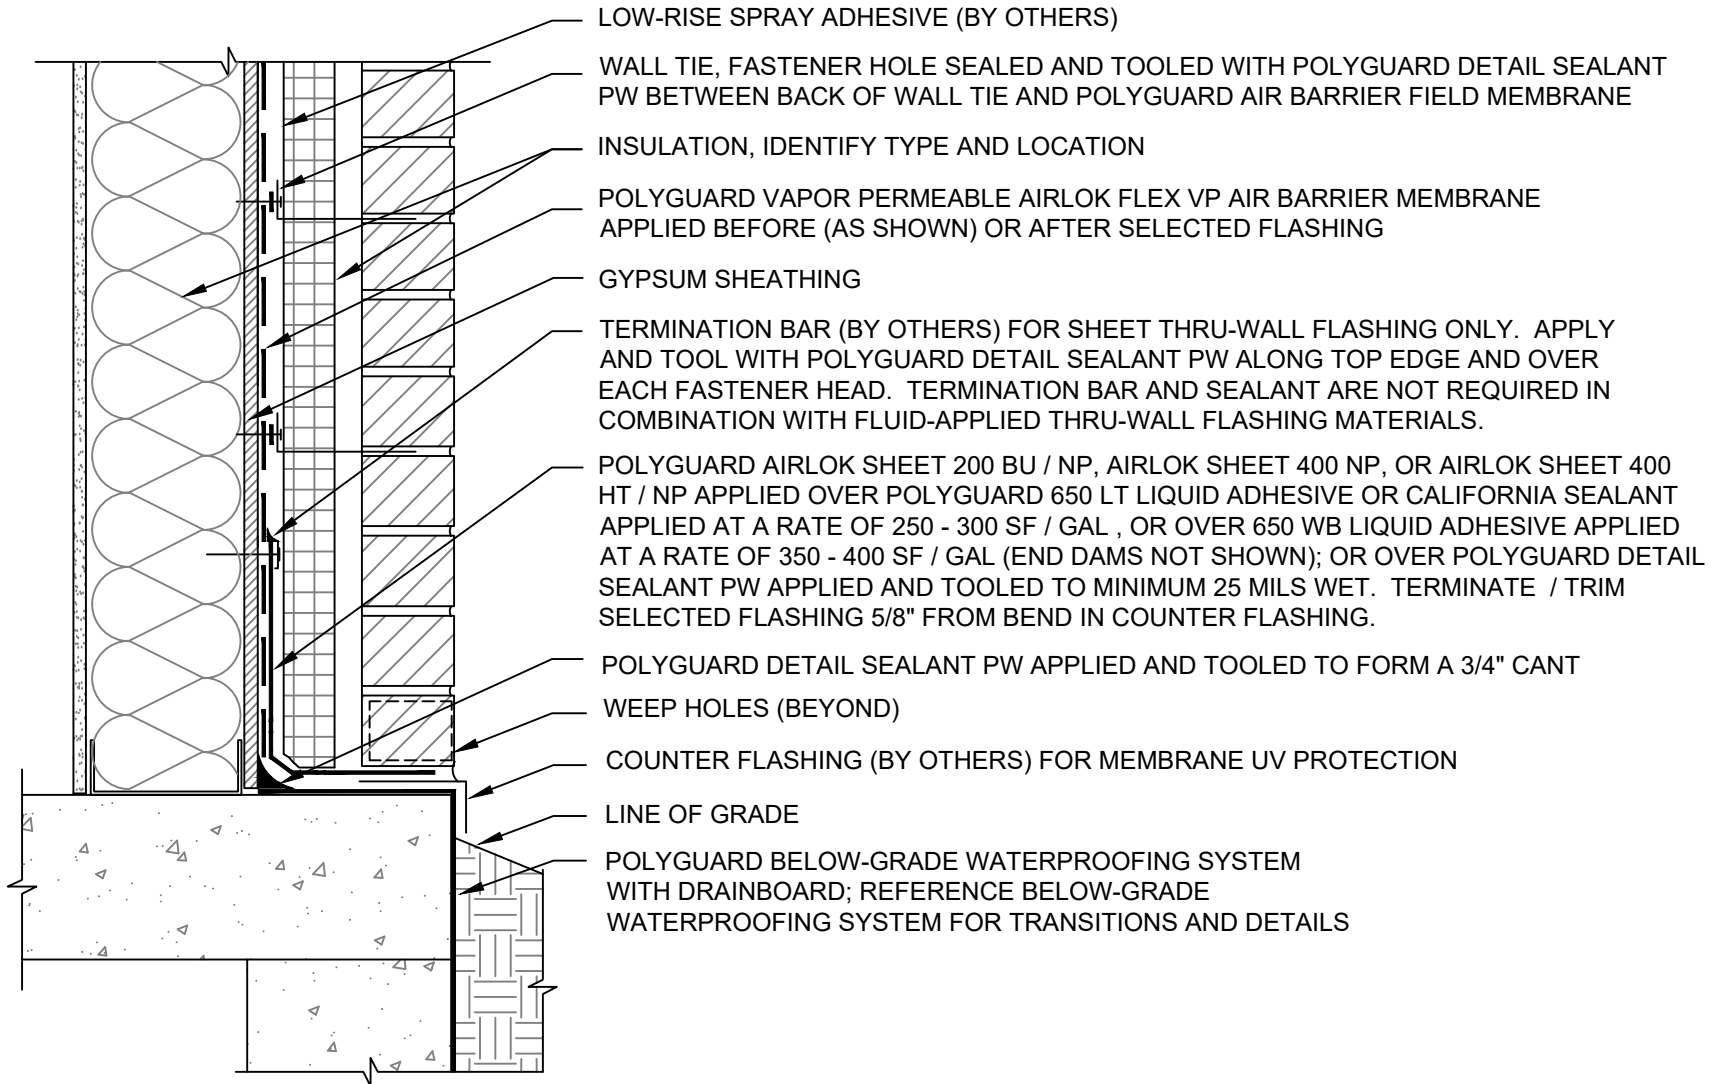 LOW-RISE SPRAY ADHESIVE (BY OTHERS)
WALL TIE, FASTENER HOLE SEALED AND TOOLED WITH POLYGUARD DETAIL SEALANT
PW BETWEEN BACK OF WALL TIE AND POLYGUARD AIR BARRIER FIELD MEMBRANE
INSULATION, IDENTIFY TYPE AND LOCATION
POLYGUARD VAPOR PERMEABLE AIRLOK FLEX VP AIR BARRIER MEMBRANE
APPLIED BEFORE (AS SHOWN) OR AFTER SELECTED FLASHING
GYPSUM SHEATHING
TERMINATION BAR (BY OTHERS) FOR SHEET THRU-WALL FLASHING ONLY. APPLY
AND TOOL WITH POLYGUARD DETAIL SEALANT PW ALONG TOP EDGE AND OVER
EACH FASTENER HEAD. TERMINATION BAR AND SEALANT ARE NOT REQUIRED IN
COMBINATION WITH FLUID-APPLIED THRU-WALL FLASHING MATERIALS.
POLYGUARD AIRLOK SHEET 200 BU / NP, AIRLOK SHEET 400 NP, OR AIRLOK SHEET 400
HT / NP APPLIED OVER POLYGUARD 650 LT LIQUID ADHESIVE OR CALIFORNIA SEALANT
APPLIED AT A RATE OF 250 - 300 SF / GAL , OR OVER 650 WB LIQUID ADHESIVE APPLIED
AT A RATE OF 350 - 400 SF / GAL (END DAMS NOT SHOWN); OR OVER POLYGUARD DETAIL
SEALANT PW APPLIED AND TOOLED TO MINIMUM 25 MILS WET. TERMINATE / TRIM
SELECTED FLASHING 5/8" FROM BEND IN COUNTER FLASHING.
POLYGUARD DETAIL SEALANT PW APPLIED AND TOOLED TO FORM A 3/4" CANT
WEEP HOLES (BEYOND)
COUNTER FLASHING (BY OTHERS) FOR MEMBRANE UV PROTECTION
LINE OF GRADE
POLYGUARD BELOW-GRADE WATERPROOFING SYSTEM
WITH DRAINBOARD; REFERENCE BELOW-GRADE
WATERPROOFING SYSTEM FOR TRANSITIONS AND DETAILS